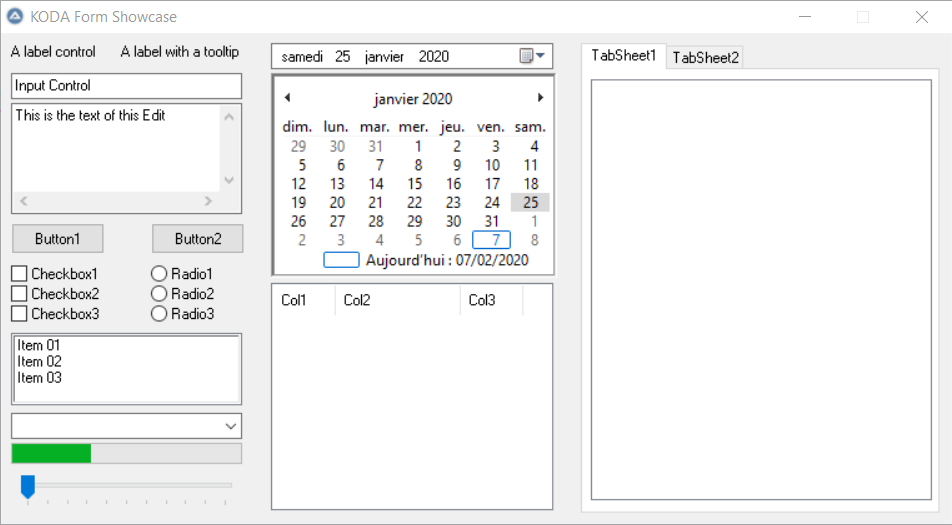 KODA Form Showcase
A label control
A label with a tooltip
Input Control
This is the text of this Edit
Button1
Button2
Checkbox1
Radio1
Checkbox2
Radio2
Checkbox3
Radio3
Item 01
Item 02
Item 03
samedi 25 janvier 2020
janvier 2020
dim. lun. mar. mer. jeu. ven. sam.
29 30 31 1 2 3 4
5 6 7 8 9 10 11
12 13 14 15 16 17 18
19 20 21 22 23 24 25
26 27 28 29 30 31 1
2 3 4 5 6 7 8
Aujourd'hui : 07/02/2020
Col1 Col2 Col3
TabSheet1 TabSheet2